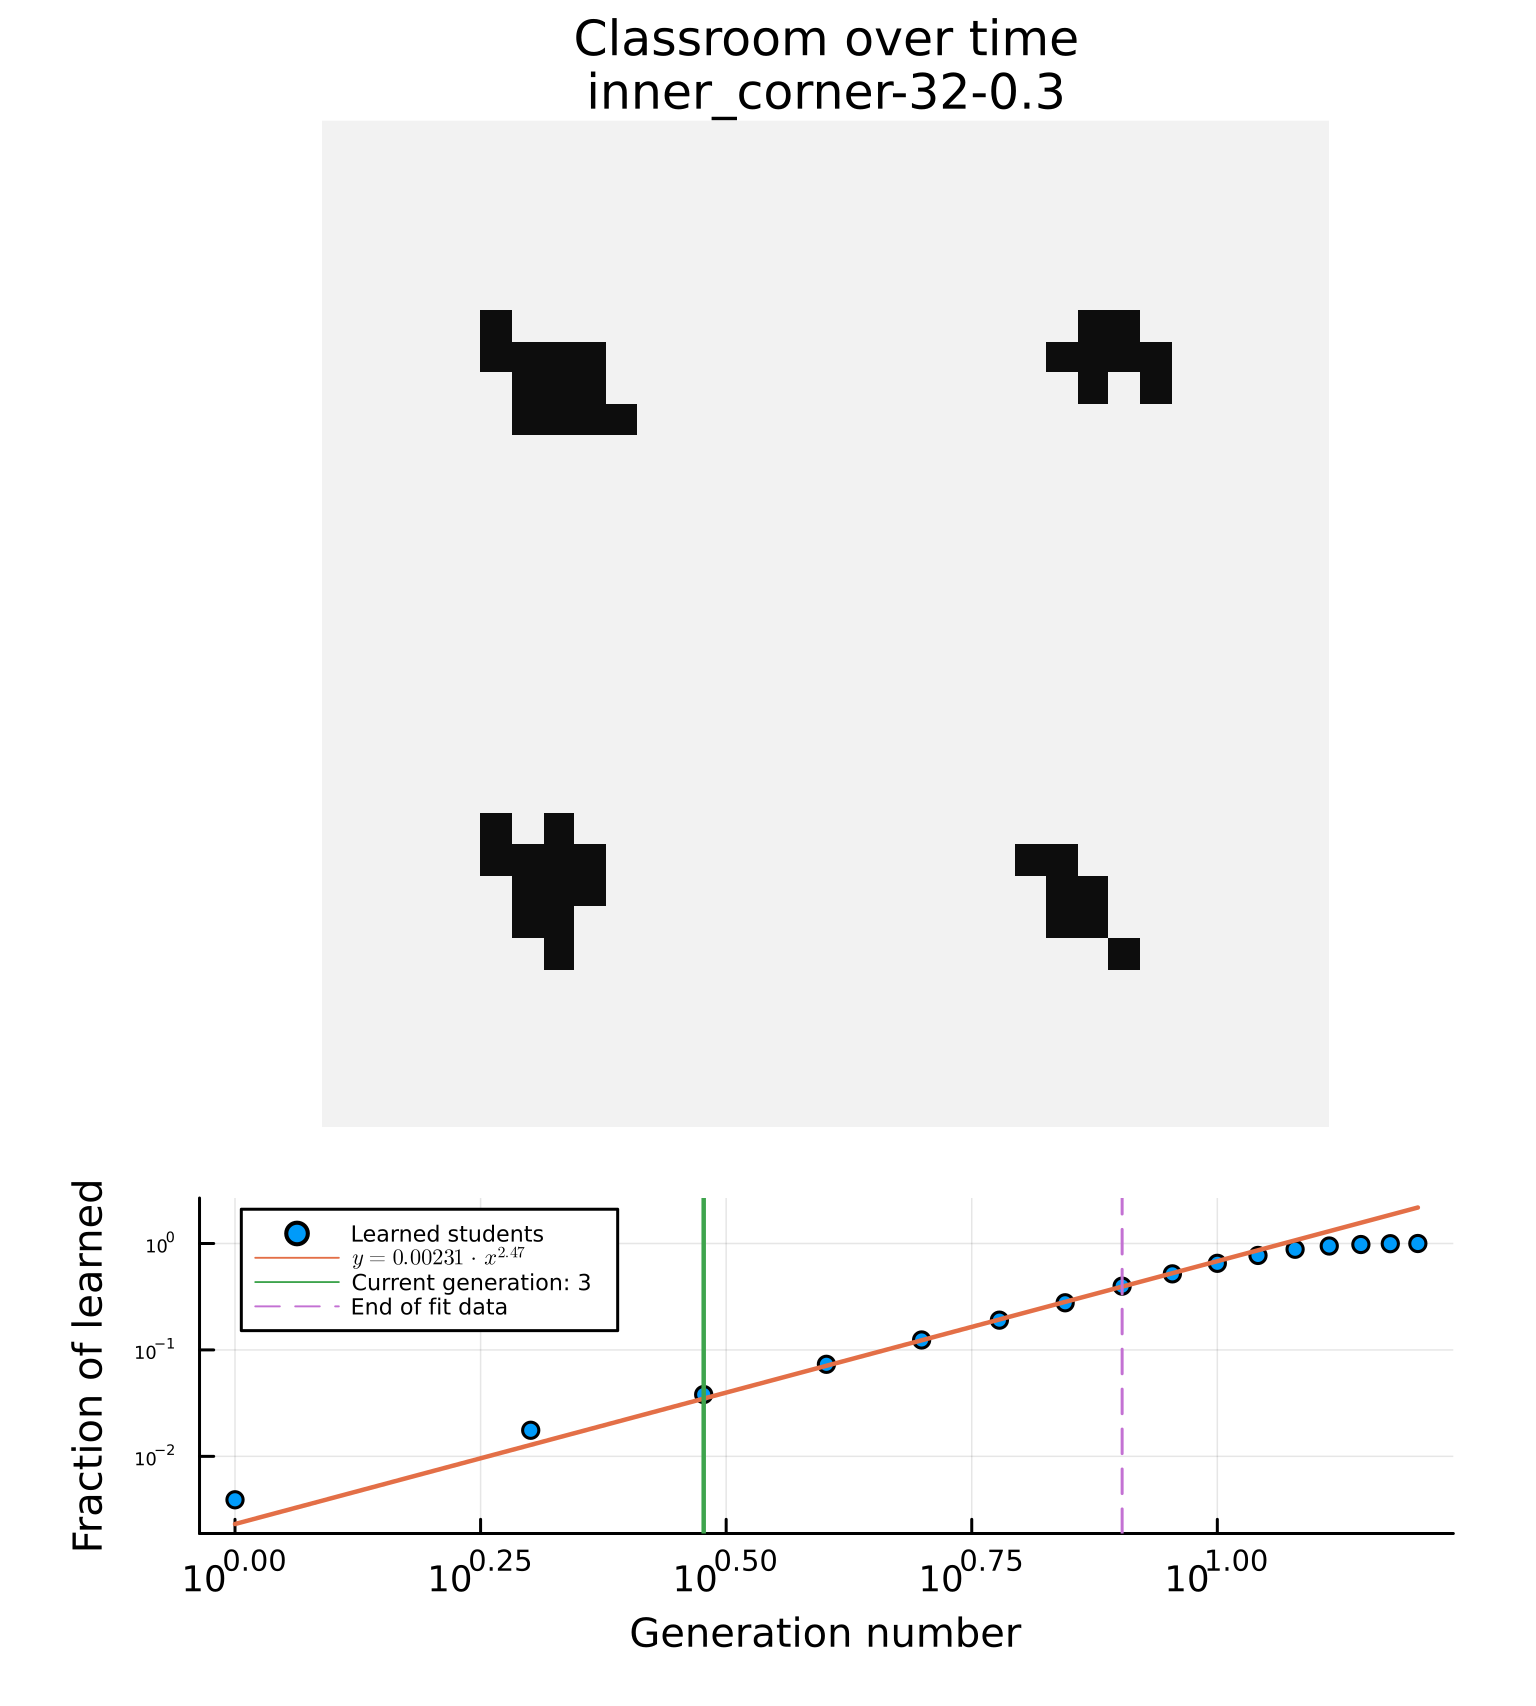 Classroom over time
inner_corner-32-0.3
Fraction of learned
10⁰
10⁻¹
10⁻²
Learned students
y = 0.00231 · x^2.47
Current generation: 3
End of fit data
10^0.00 10^0.25 10^0.50 10^0.75 10^1.00
Generation number